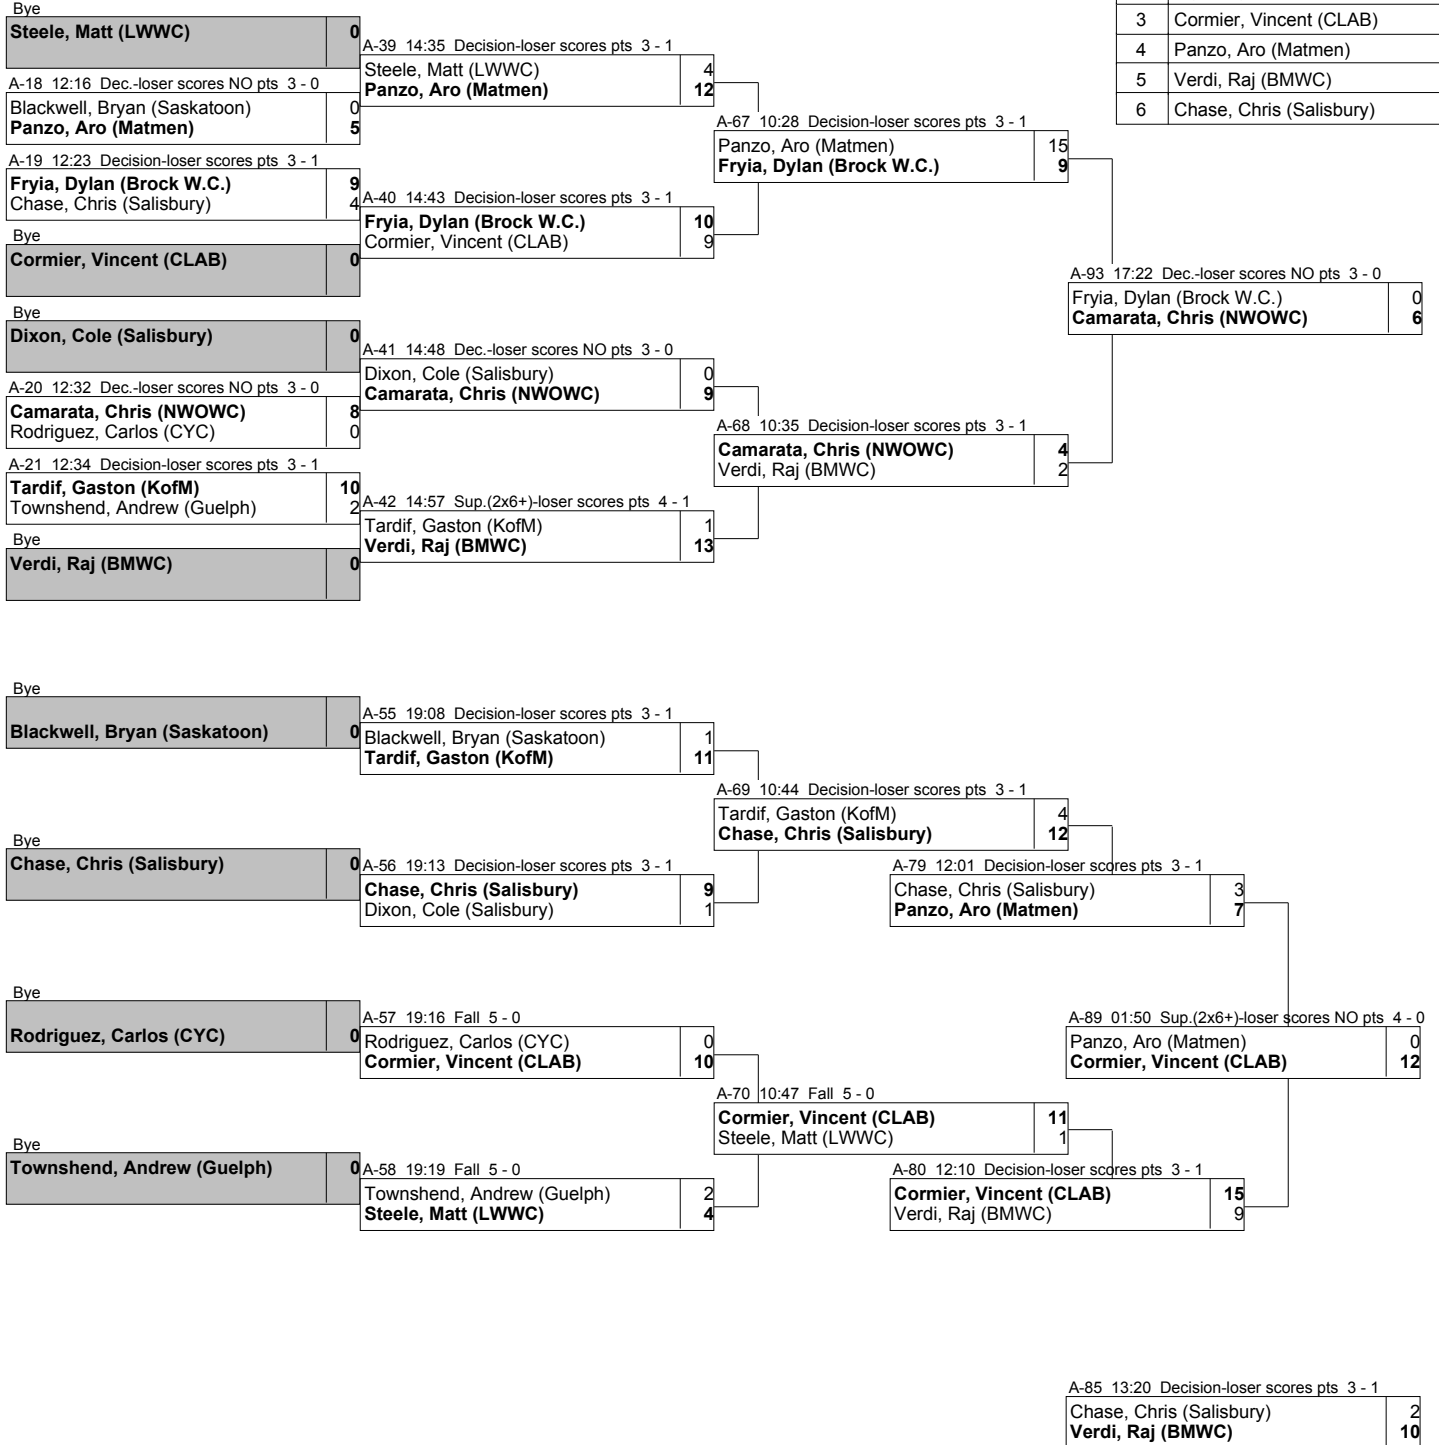 Bye
Steele, Matt (LWWC) 0
A-18 12:16 Dec.-loser scores NO pts 3 - 0
Blackwell, Bryan (Saskatoon) 0
Panzo, Aro (Matmen) 5
A-19 12:23 Decision-loser scores pts 3 - 1
Fryia, Dylan (Brock W.C.) 9
Chase, Chris (Salisbury) 4
Bye
Cormier, Vincent (CLAB) 0
Bye
Dixon, Cole (Salisbury) 0
A-20 12:32 Dec.-loser scores NO pts 3 - 0
Camarata, Chris (NWOWC) 8
Rodriguez, Carlos (CYC) 0
A-21 12:34 Decision-loser scores pts 3 - 1
Tardif, Gaston (KofM) 10
Townshend, Andrew (Guelph) 2
Bye
Verdi, Raj (BMWC) 0
A-39 14:35 Decision-loser scores pts 3 - 1
Steele, Matt (LWWC) 4
Panzo, Aro (Matmen) 12
A-40 14:43 Decision-loser scores pts 3 - 1
Fryia, Dylan (Brock W.C.) 10
Cormier, Vincent (CLAB) 9
A-41 14:48 Dec.-loser scores NO pts 3 - 0
Dixon, Cole (Salisbury) 0
Camarata, Chris (NWOWC) 9
A-42 14:57 Sup.(2x6+)-loser scores pts 4 - 1
Tardif, Gaston (KofM) 1
Verdi, Raj (BMWC) 13
A-67 10:28 Decision-loser scores pts 3 - 1
Panzo, Aro (Matmen) 15
Fryia, Dylan (Brock W.C.) 9
A-68 10:35 Decision-loser scores pts 3 - 1
Camarata, Chris (NWOWC) 4
Verdi, Raj (BMWC) 2
A-93 17:22 Dec.-loser scores NO pts 3 - 0
Fryia, Dylan (Brock W.C.) 0
Camarata, Chris (NWOWC) 6
3 Cormier, Vincent (CLAB)
4 Panzo, Aro (Matmen)
5 Verdi, Raj (BMWC)
6 Chase, Chris (Salisbury)
Bye
Blackwell, Bryan (Saskatoon) 0
Bye
Chase, Chris (Salisbury) 0
Bye
Rodriguez, Carlos (CYC) 0
Bye
Townshend, Andrew (Guelph) 0
A-55 19:08 Decision-loser scores pts 3 - 1
Blackwell, Bryan (Saskatoon) 1
Tardif, Gaston (KofM) 11
A-56 19:13 Decision-loser scores pts 3 - 1
Chase, Chris (Salisbury) 9
Dixon, Cole (Salisbury) 1
A-57 19:16 Fall 5 - 0
Rodriguez, Carlos (CYC) 0
Cormier, Vincent (CLAB) 10
A-58 19:19 Fall 5 - 0
Townshend, Andrew (Guelph) 2
Steele, Matt (LWWC) 4
A-69 10:44 Decision-loser scores pts 3 - 1
Tardif, Gaston (KofM) 4
Chase, Chris (Salisbury) 12
A-70 10:47 Fall 5 - 0
Cormier, Vincent (CLAB) 11
Steele, Matt (LWWC) 1
A-79 12:01 Decision-loser scores pts 3 - 1
Chase, Chris (Salisbury) 3
Panzo, Aro (Matmen) 7
A-80 12:10 Decision-loser scores pts 3 - 1
Cormier, Vincent (CLAB) 15
Verdi, Raj (BMWC) 9
A-89 01:50 Sup.(2x6+)-loser scores NO pts 4 - 0
Panzo, Aro (Matmen) 0
Cormier, Vincent (CLAB) 12
A-85 13:20 Decision-loser scores pts 3 - 1
Chase, Chris (Salisbury) 2
Verdi, Raj (BMWC) 10